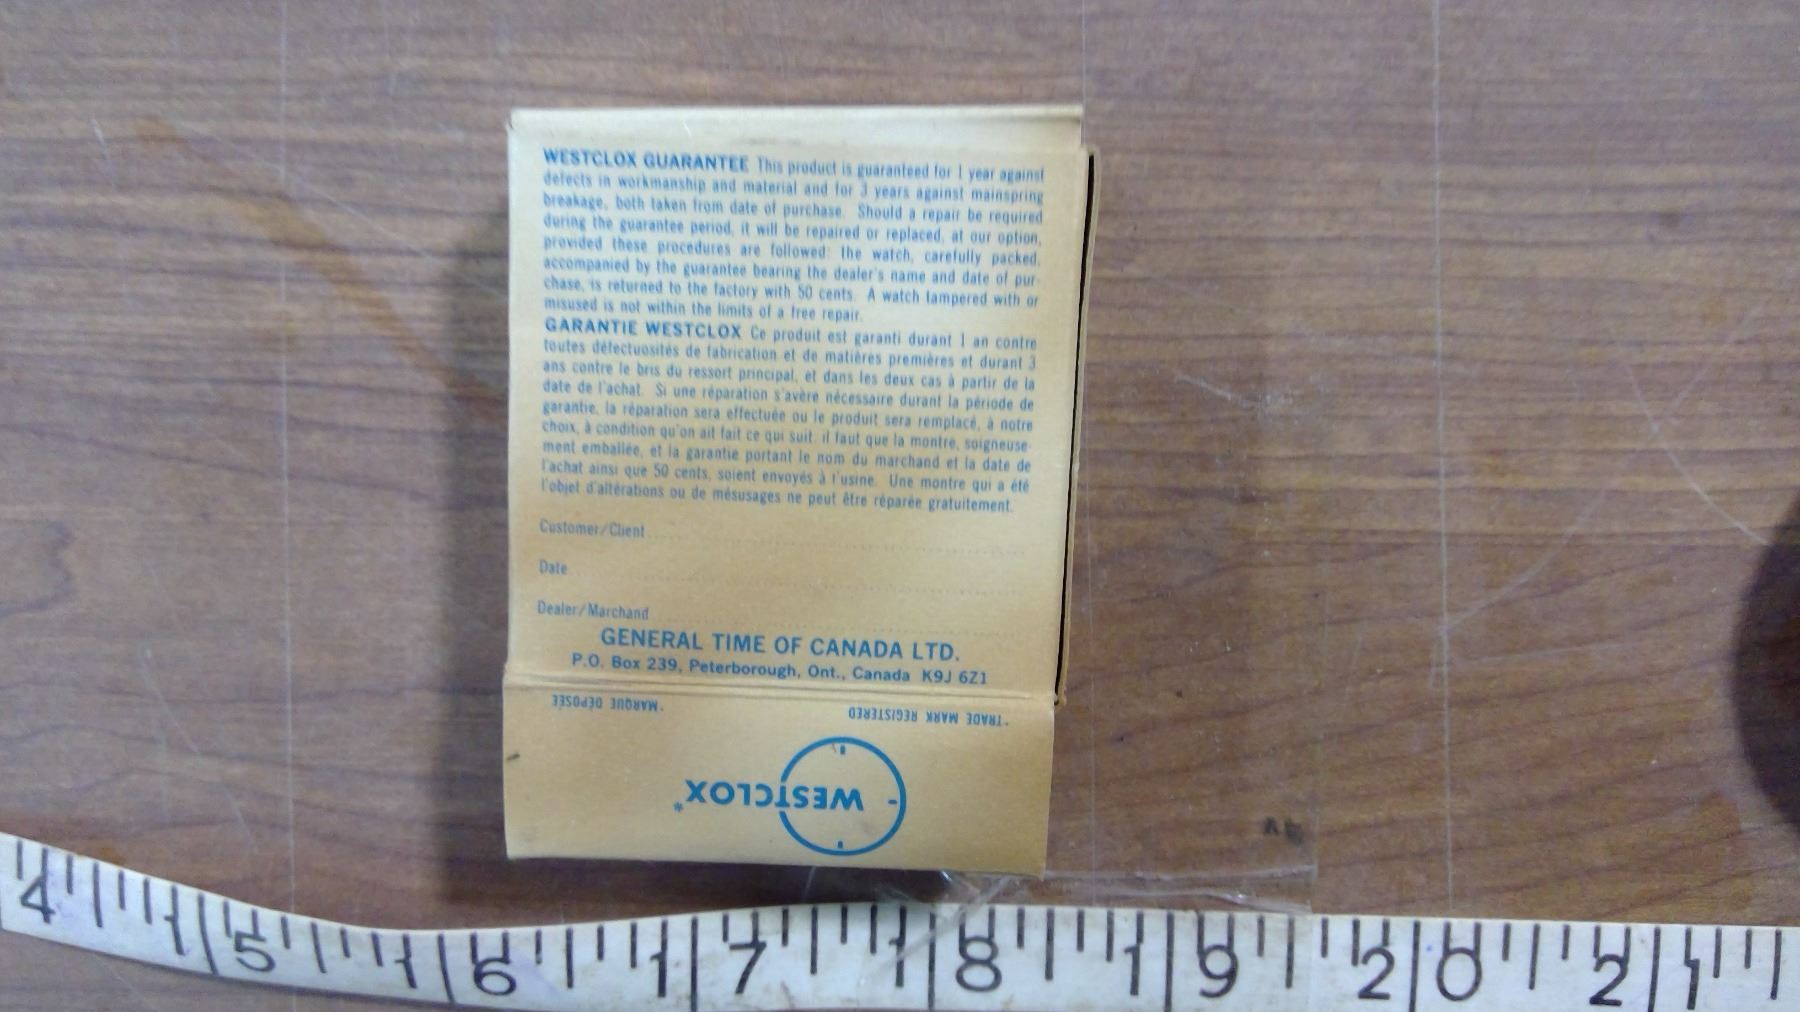 WESTCLOX GUARANTEE This product is guaranteed for 1 year against
defects in workmanship and material and for 3 years against mainspring
breakage, both taken from date of purchase. Should a repair be required
during the guarantee period, it will be repaired or replaced, at our option,
provided these procedures are followed: the watch, carefully packed,
accompanied by the guarantee bearing the dealer's name and date of pur-
chase, is returned to the factory with 50 cents. A watch tampered with or
misused is not within the limits of a free repair.
GARANTIE WESTCLOX Ce produit est garanti durant 1 an contre
toutes défectuosités de fabrication et de matières premières et durant 3
ans contre le bris du ressort principal, et dans les deux cas à partir de la
date de l'achat. Si une réparation s'avère nécessaire durant la période de
garantie, la réparation sera effectuée ou le produit sera remplacé, à notre
choix, à condition qu'on ait fait ce qui suit: il faut que la montre, soigneuse-
ment emballée, et la garantie portant le nom du marchand et la date de
l'achat ainsi que 50 cents, soient envoyés à l'usine. Une montre qui a été
l'objet d'altérations ou de mésusages ne peut être réparée gratuitement.
Customer/Client
Date
Dealer/Marchand
GENERAL TIME OF CANADA LTD.
P.O. Box 239, Peterborough, Ont., Canada K9J 6Z1
*TRADE MARK REGISTERED *MARQUE DÉPOSÉE
WESTCLOX*
4 15 16 17 18 19 20 21